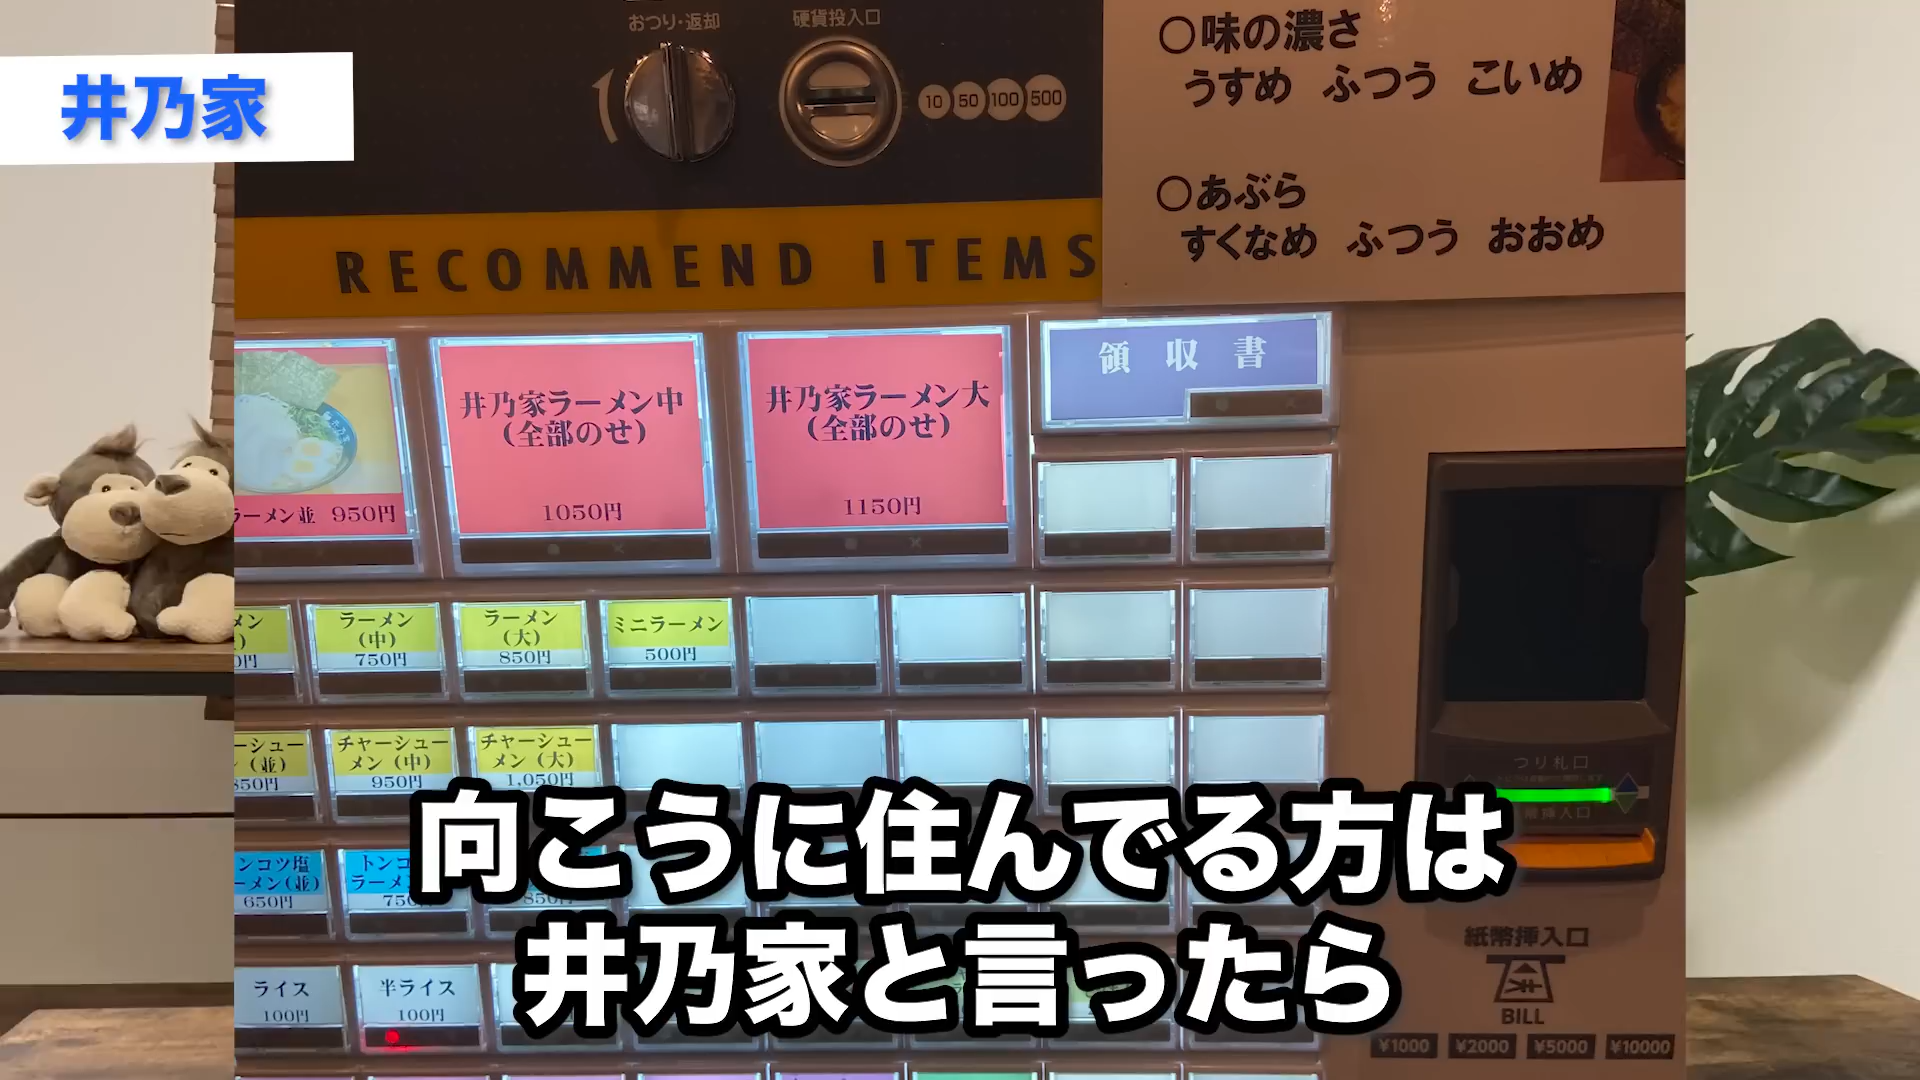 井乃家
おつり・返却
硬貨投入口
10 50 100 500
○味の濃さ
うすめ ふつう こいめ
○あぶら
すくなめ ふつう おおめ
RECOMMEND ITEMS
ラーメン並 950円
井乃家ラーメン中
(全部のせ)
1050円
井乃家ラーメン大
(全部のせ)
1150円
領収書
ラーメン
(中)
750円
ラーメン
(大)
850円
ミニラーメン
500円
チャーシュー
メン(中)
950円
チャーシュー
メン(大)
1,050円
つり札口
向こうに住んでる方は
井乃家と言ったら
650円
850円
ライス
100円
半ライス
100円
紙幣挿入口
BILL
¥1000 ¥2000 ¥5000 ¥10000